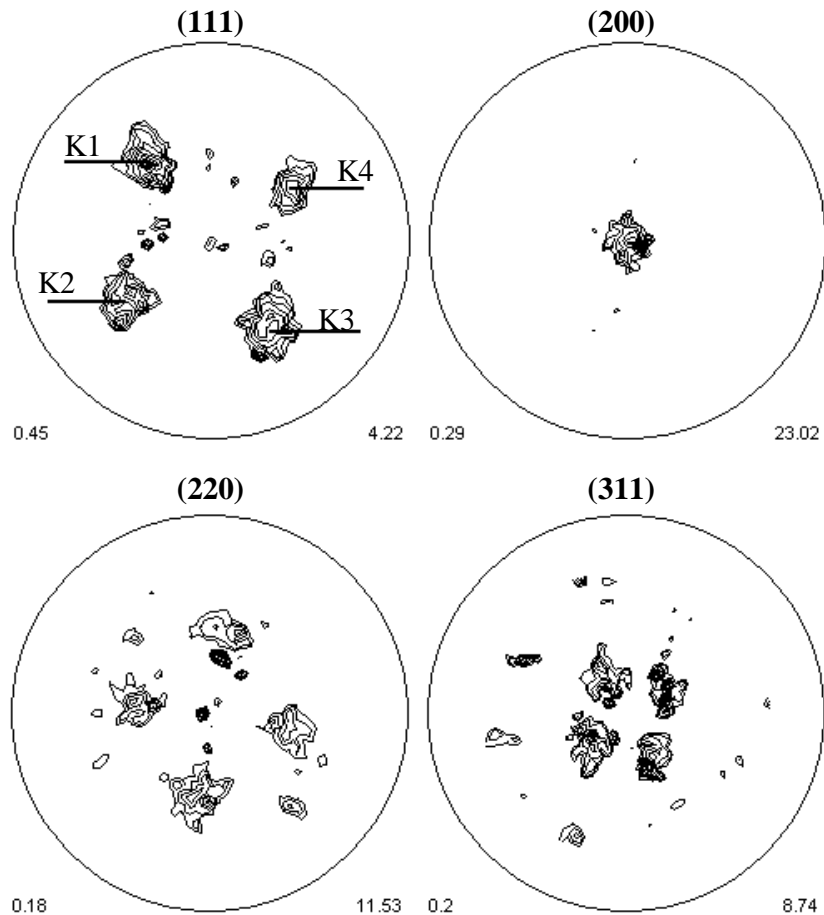 (111) (200)
K1 K4
K2 K3
0.45 4.22 0.29 23.02
(220) (311)
0.18 11.53 0.2 8.74